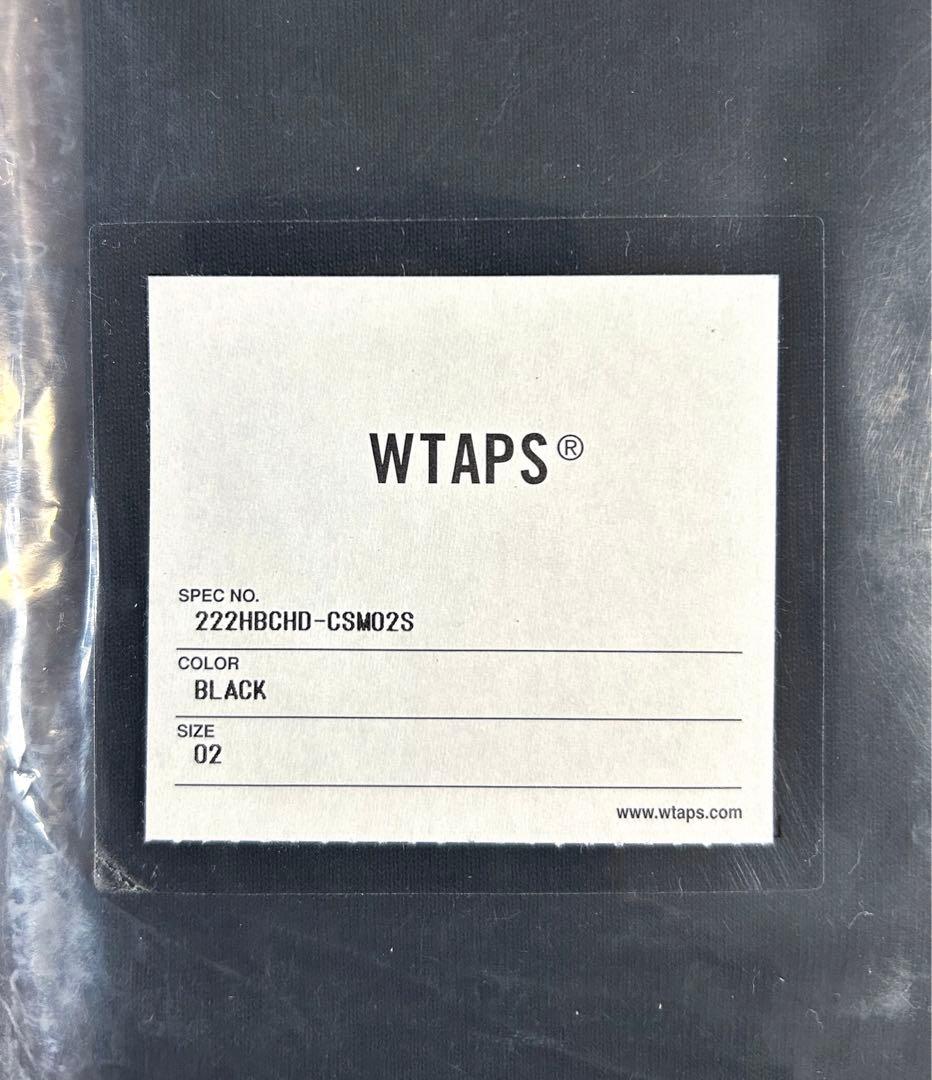 WTAPS®
SPEC NO.
222HBCHD-CSM02S
COLOR
BLACK
SIZE
02
www.wtaps.com